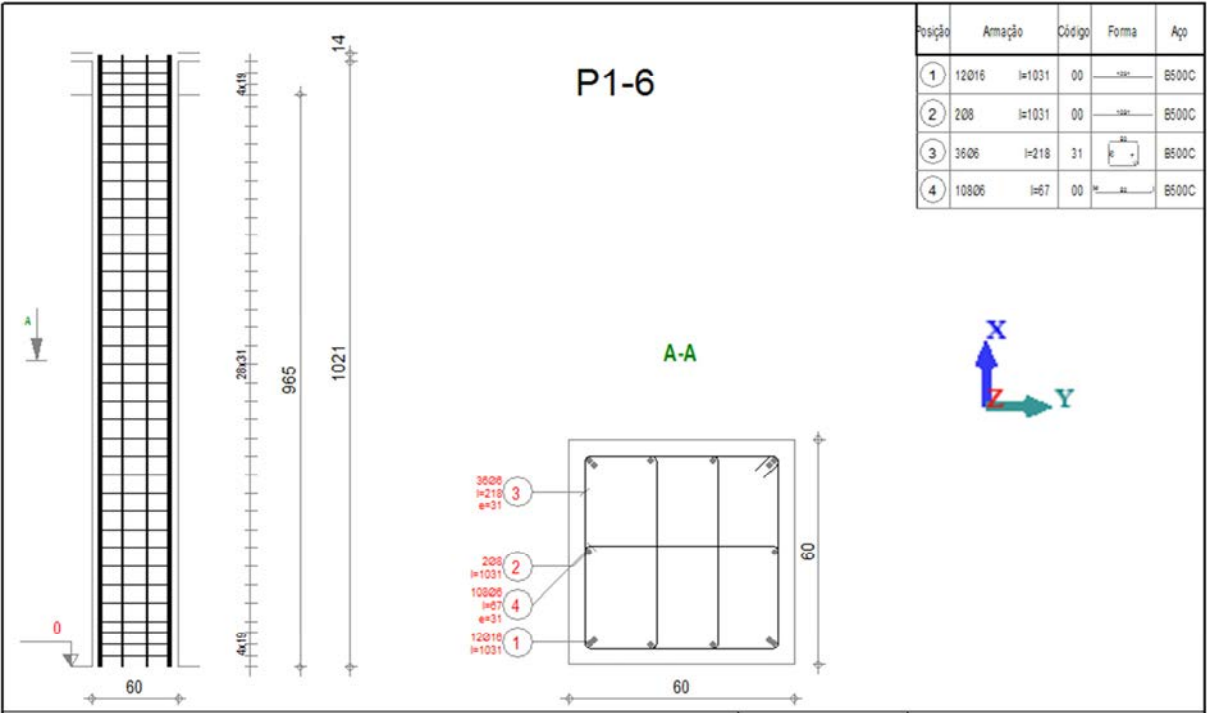 P1-6
Posição Armação Código Forma Aço
1 12Ø16 l=1031 00 B500C
2 2Ø8 l=1031 00 B500C
3 36Ø6 l=218 31 B500C
4 108Ø6 l=67 00 B500C
14
4x19
28x31
4x19
965
1021
A
0
60
A-A
36Ø6
l=218 3
e=31
2Ø8 2
l=1031
108Ø6
l=67 4
e=31
12Ø16 1
l=1031
60
60
X
Z Y